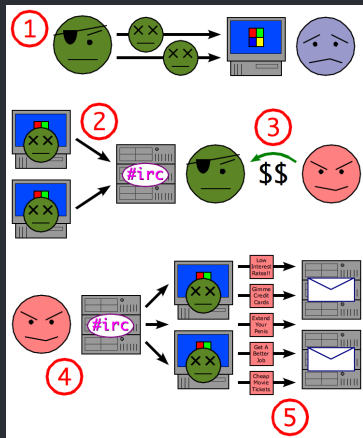 1
2
#irc
3
$$
4
#irc
Low
Interest
Rates!!
Gimme
Credit
Cards
Extend
Your
Penis
Get A
Better
Job
Cheap
Movie
Tickets
5